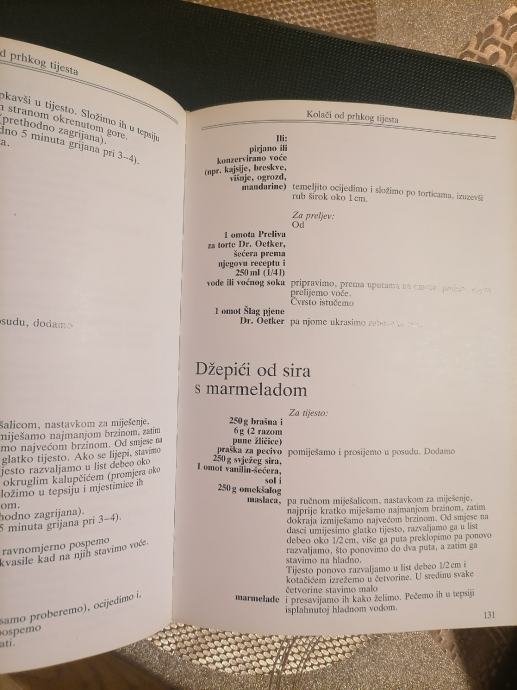 d prhkog tijesta
pkavši u tijesto. Složimo ih u tepsiju
stranom okrenutom gore.
(prethodno zagrijana).
dno 5 minuta grijana pri 3–4).
a.
osudu, dodamo
šalicom, nastavkom za miješenje,
miješamo najmanjom brzinom, zatim
mo najvećom brzinom. Od smjese na
glatko tijesto. Ako se lijepi, stavimo
jesto razvaljamo u list debeo oko
okruglim kalupčićem (promjera oko
ložimo u tepsiju i mjestimice ih
om.
hodno zagrijana).
5 minuta grijana pri 3–4).
ravnomjerno pospemo
kvasile kad na njih stavimo voće.
samo proberemo), ocijedimo i,
pospemo
ati.
Kolači od prhkog tijesta
Ili:
pirjano ili
konzervirano voće
(npr. kajsije, breskve,
višnje, ogrozd,
mandarine) temeljito ocijedimo i složimo po torticama, izuzevši
rub širok oko 1 cm.
Za preljev:
Od
1 omota Preliva
za torte Dr. Oetker,
šećera prema
njegovu receptu i
250 ml (1/4 l)
vode ili voćnog soka pripravimo, prema uputama na
prelijemo voće.
Čvrsto istučemo
1 omot Šlag pjene
Dr. Oetker pa njome ukrasimo
Džepići od sira
s marmeladom
Za tijesto:
250 g brašna i
6 g (2 razom
pune žličice)
praška za pecivo pomiješamo i prosijemo u posudu. Dodamo
250 g svježeg sira,
1 omot vanilin-šećera,
sol i
250 g omekšalog
maslaca, pa ručnom miješalicom, nastavkom za miješenje,
najprije kratko miješamo najmanjom brzinom, zatim
dokraja izmiješamo najvećom brzinom. Od smjese na
dasci umijesimo glatko tijesto, razvaljamo ga u list
debeo oko 1/2 cm, više ga puta preklopimo pa ponovo
razvaljamo, što ponovimo do dva puta, a zatim ga
stavimo na hladno.
Tijesto ponovo razvaljamo u list debeo 1/2 cm i
kotačićem izrežemo u četvorine. U sredinu svake
četvorine stavimo malo
marmelade i presavijamo ih kako želimo. Pečemo ih u tepsiji
isplahnutoj hladnom vodom.
131